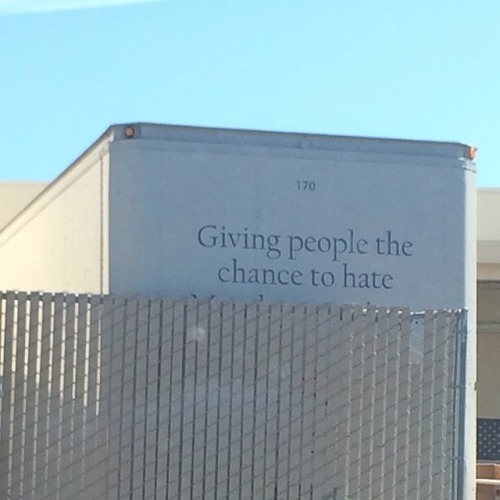 170
Giving people the
chance to hate